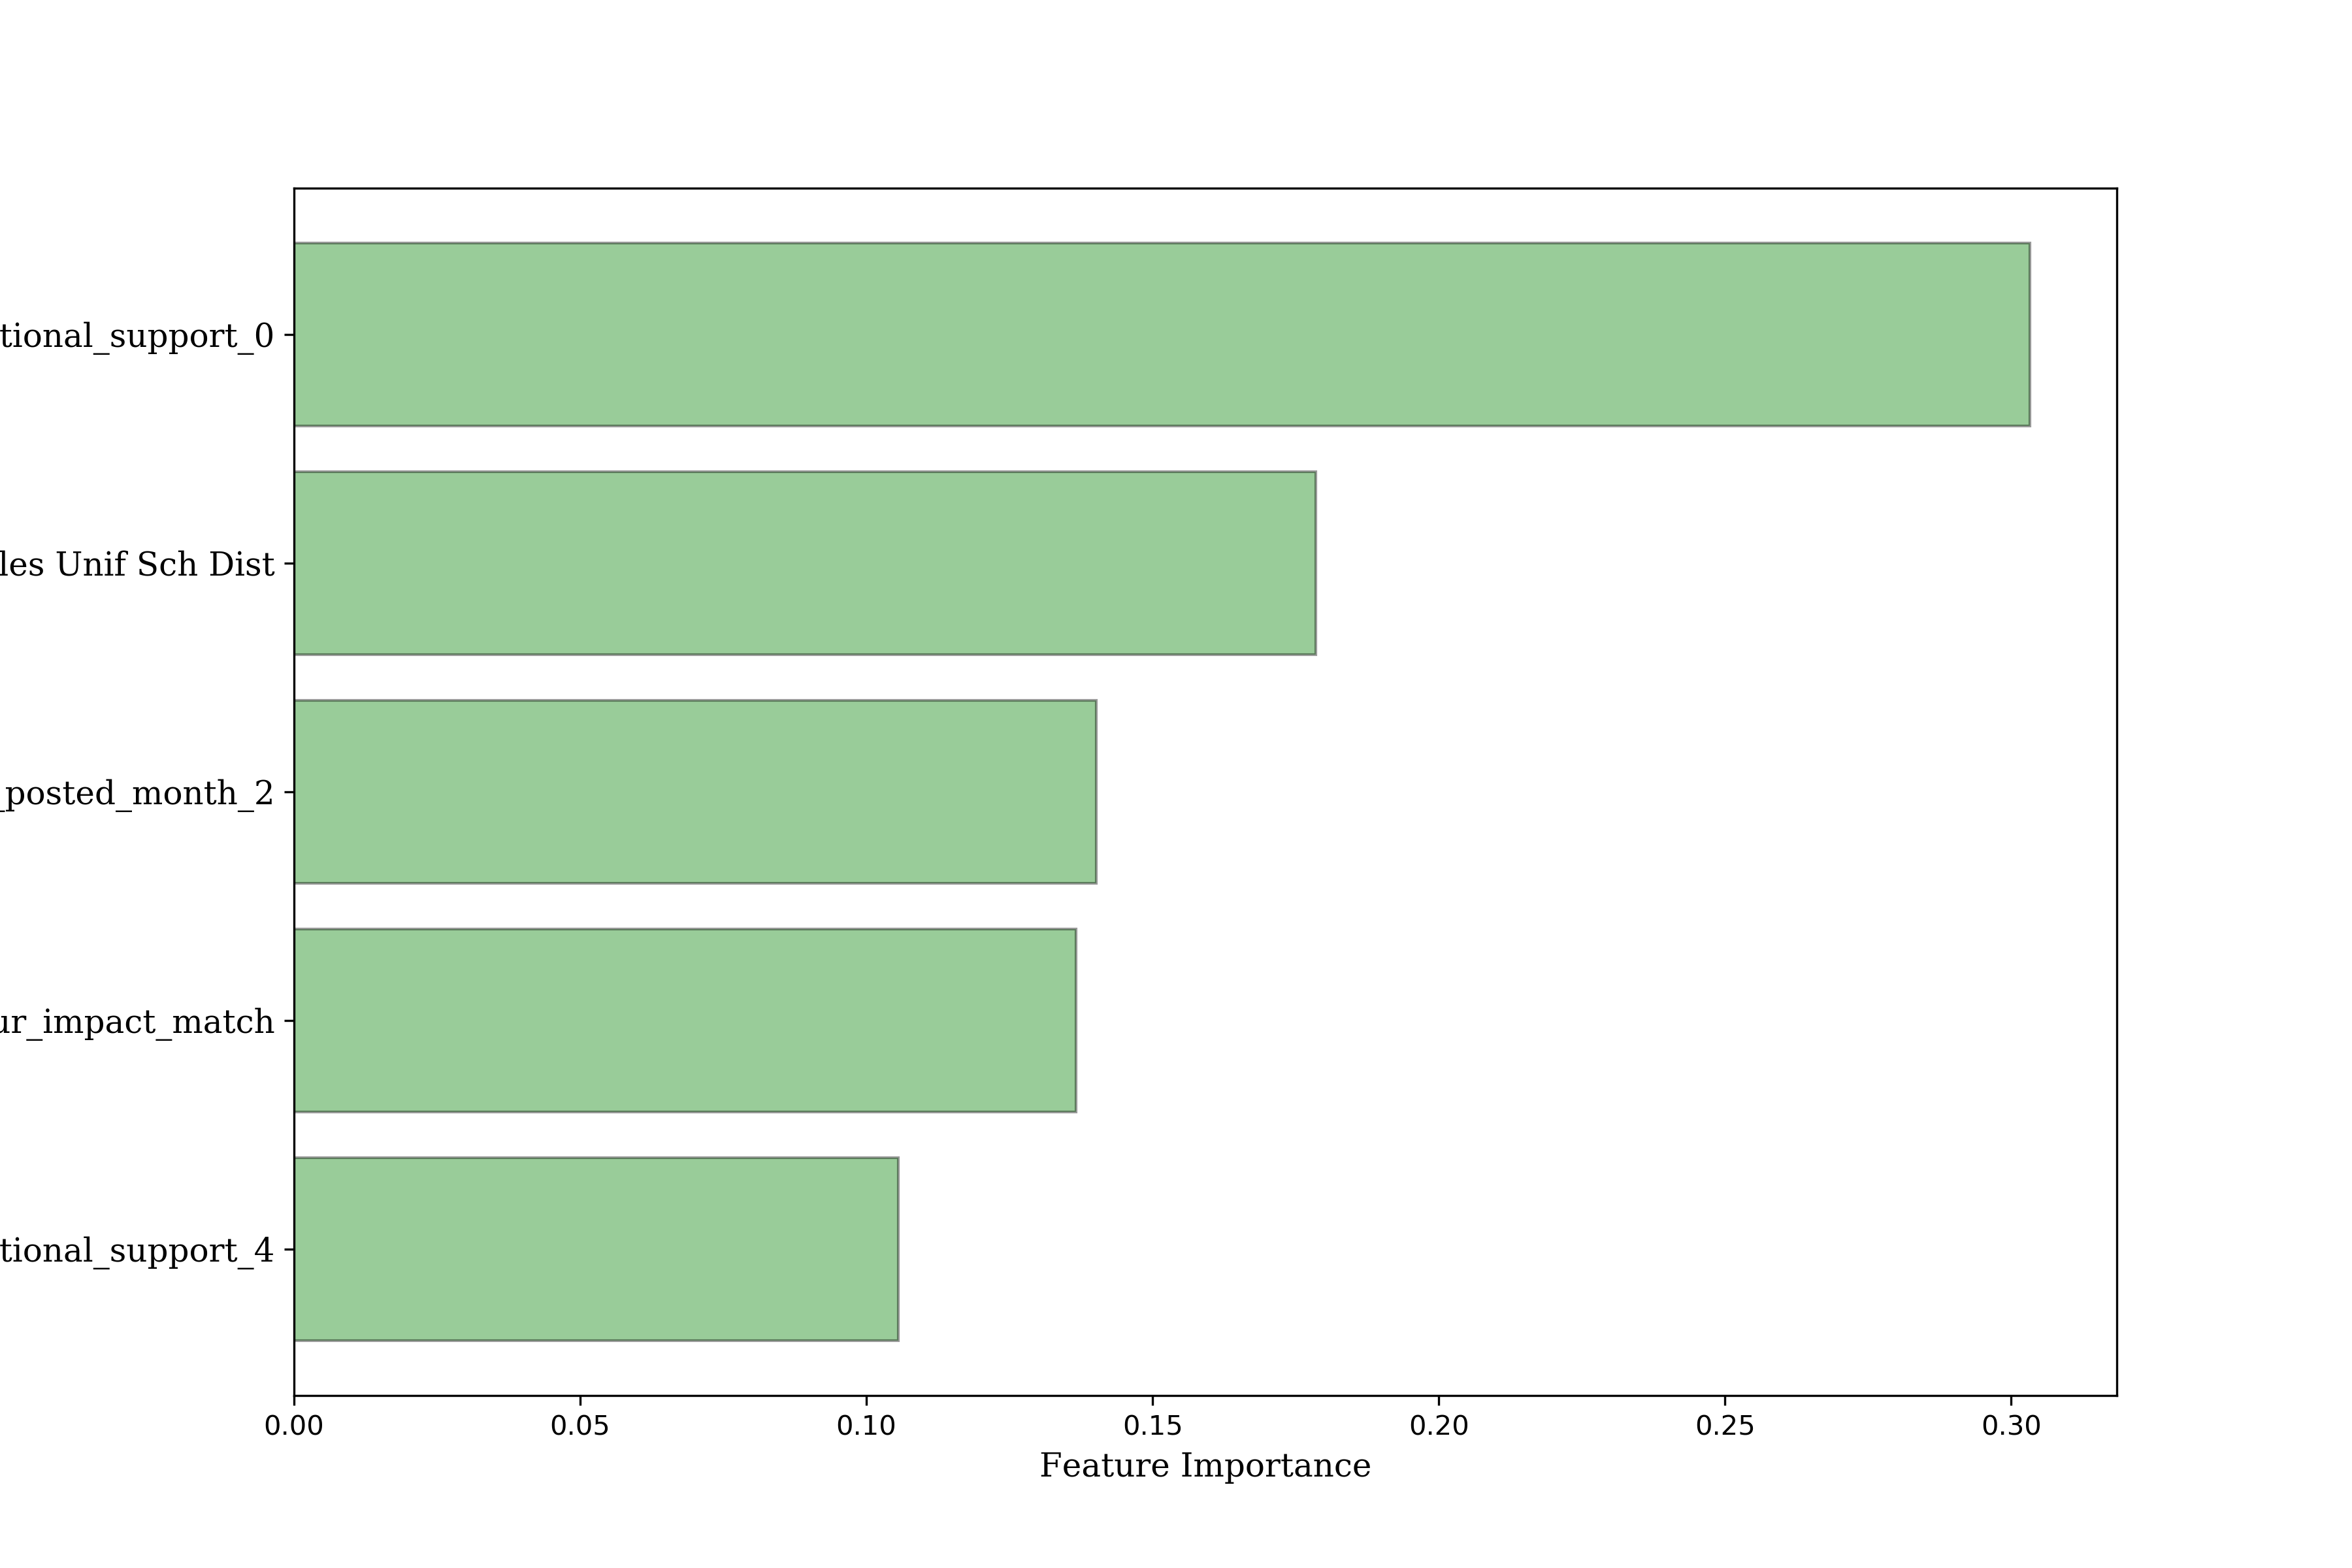 tional_support_0
les Unif Sch Dist
_posted_month_2
ur_impact_match
tional_support_4
0.00 0.05 0.10 0.15 0.20 0.25 0.30
Feature Importance